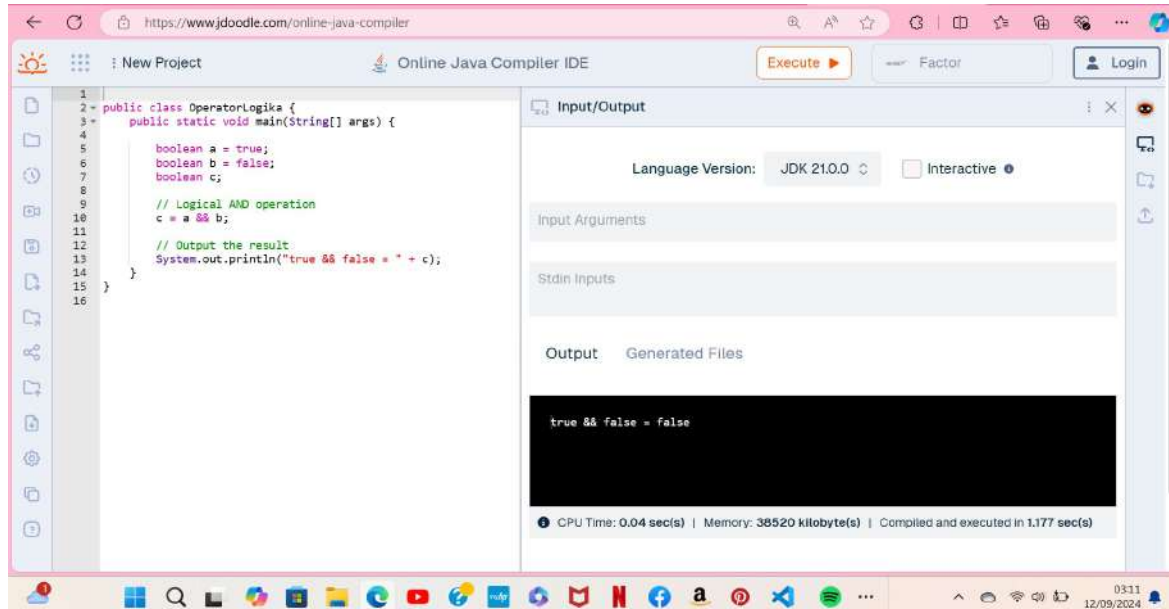 https://www.jdoodle.com/online-java-compiler
New Project
Online Java Compiler IDE
Execute
Factor
Login
1
2 public class OperatorLogika {
3 public static void main(String[] args) {
4
5 boolean a = true;
6 boolean b = false;
7 boolean c;
8
9 // Logical AND operation
10 c = a && b;
11
12 // Output the result
13 System.out.println("true && false = " + c);
14 }
15 }
16
Input/Output
Language Version: JDK 21.0.0 Interactive
Input Arguments
Stdin Inputs
Output Generated Files
true && false = false
CPU Time: 0.04 sec(s) | Memory: 38520 kilobyte(s) | Compiled and executed in 1.177 sec(s)
03:11
12/09/2024